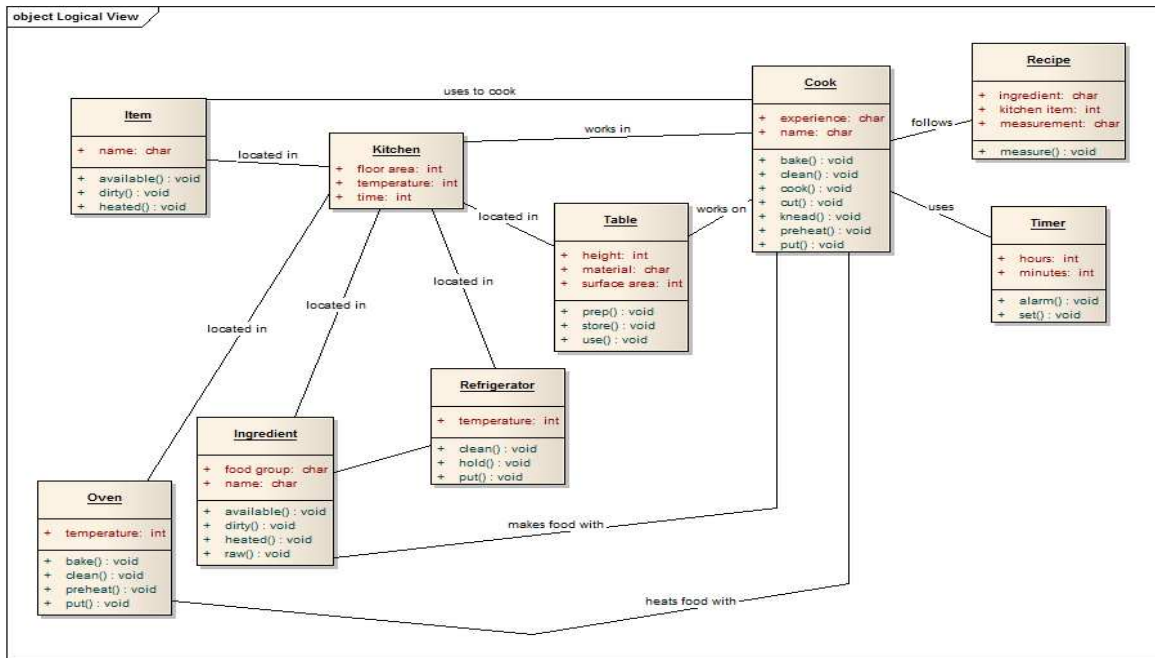 object Logical View
uses to cook
Item
+ name: char
+ available() : void
+ dirty() : void
+ heated() : void
located in
Kitchen
+ floor area: int
+ temperature: int
+ time: int
works in
Cook
+ experience: char
+ name: char
+ bake() : void
+ clean() : void
+ cook() : void
+ cut() : void
+ knead() : void
+ preheat() : void
+ put() : void
follows
Recipe
+ ingredient: char
+ kitchen item: int
+ measurement: char
+ measure() : void
uses
Timer
+ hours: int
+ minutes: int
+ alarm() : void
+ set() : void
located in
Table
+ height: int
+ material: char
+ surface area: int
+ prep() : void
+ store() : void
+ use() : void
works on
located in
located in
located in
Refrigerator
+ temperature: int
+ clean() : void
+ hold() : void
+ put() : void
Ingredient
+ food group: char
+ name: char
+ available() : void
+ dirty() : void
+ heated() : void
+ raw() : void
Oven
+ temperature: int
+ bake() : void
+ clean() : void
+ preheat() : void
+ put() : void
makes food with
heats food with